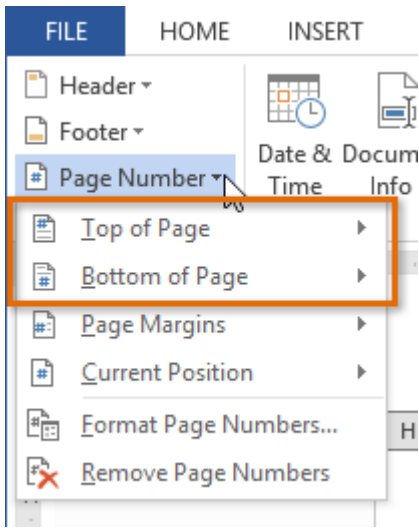 FILE HOME INSERT
Header
Footer
Page Number
Date & Time
Docum
Info
Top of Page
Bottom of Page
Page Margins
Current Position
Format Page Numbers...
Remove Page Numbers
H